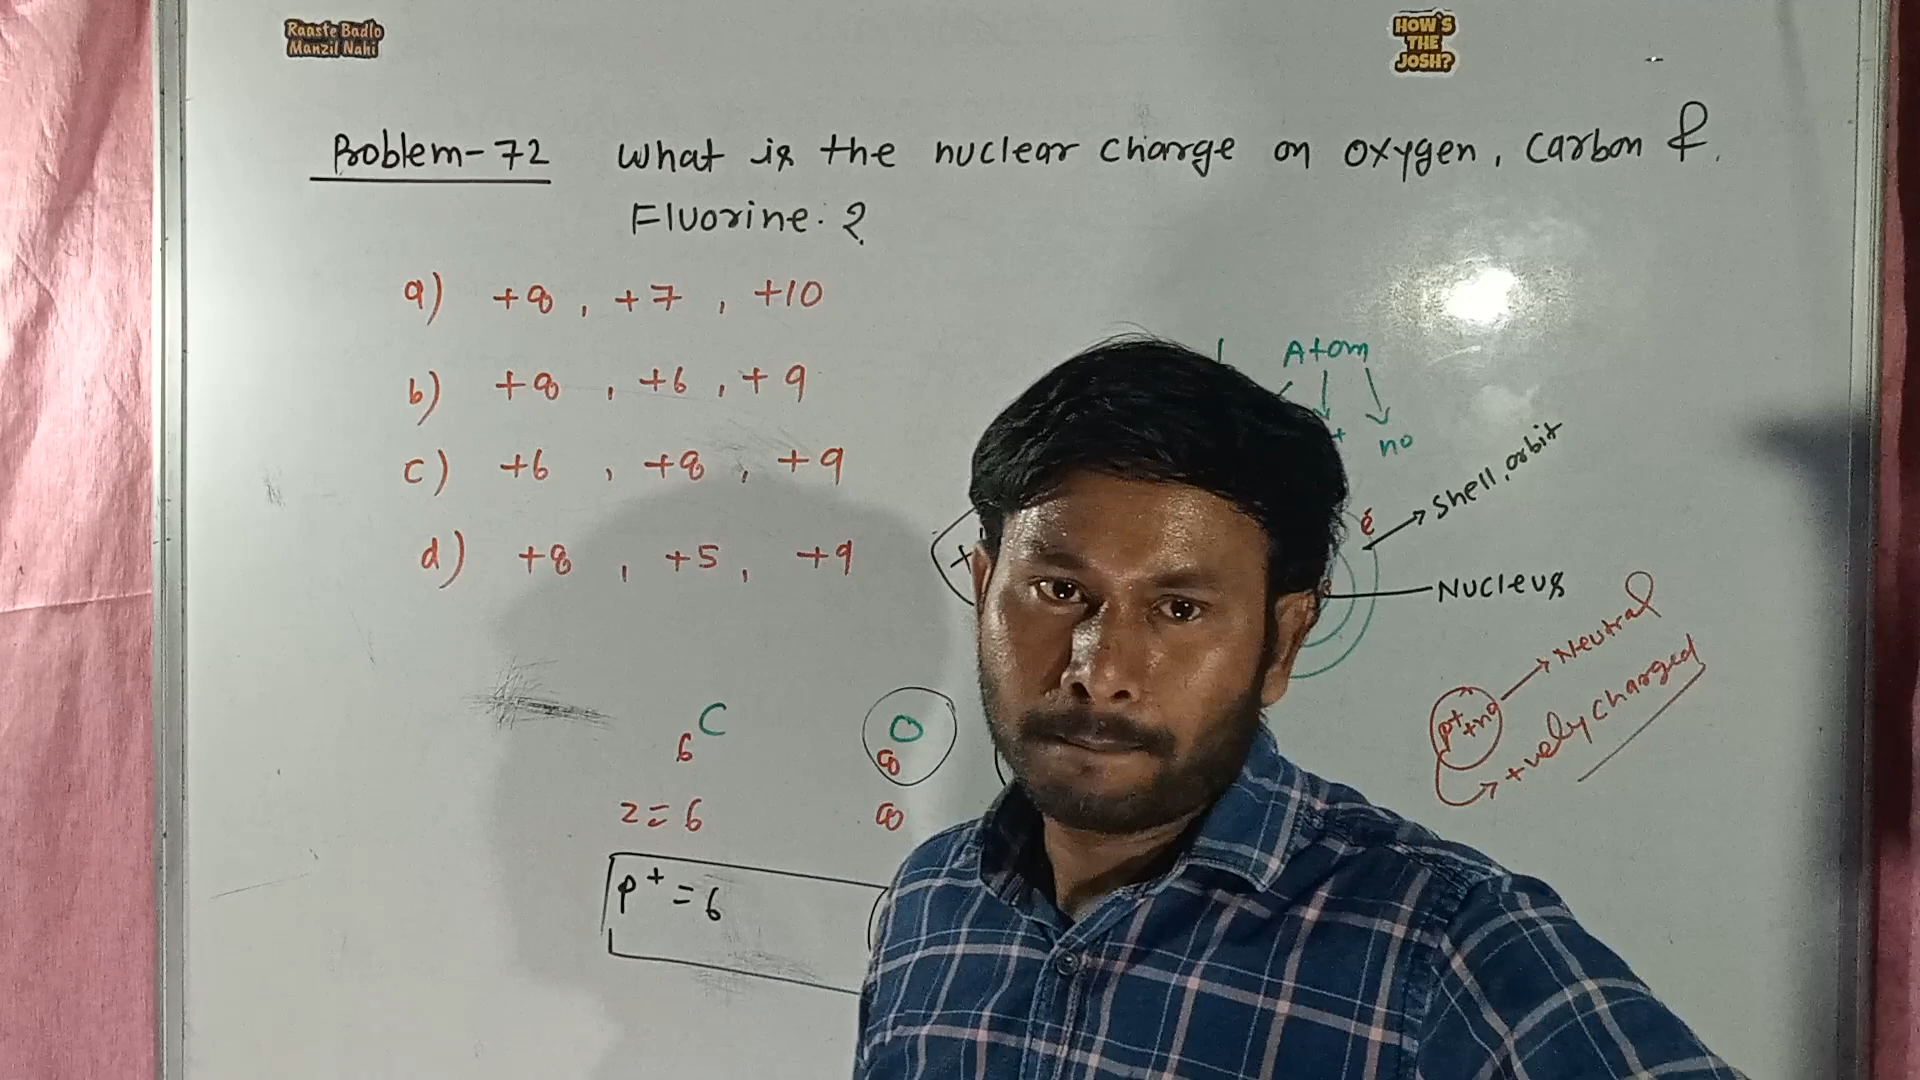 Raaste Badlo
Manzil Nahi
HOW'S
THE
JOSH?
Problem-72 What is the nuclear charge on oxygen, carbon &
Fluorine.?
a) +8, +7, +10
b) +8, +6, +9
c) +6, +8, +9
d) +8, +5, +9
Atom
+ no
e
Shell, orbit
+
Nucleus
Neutral
p+ +no
+vely charged
6C
8O
z=6
8
p+ = 6